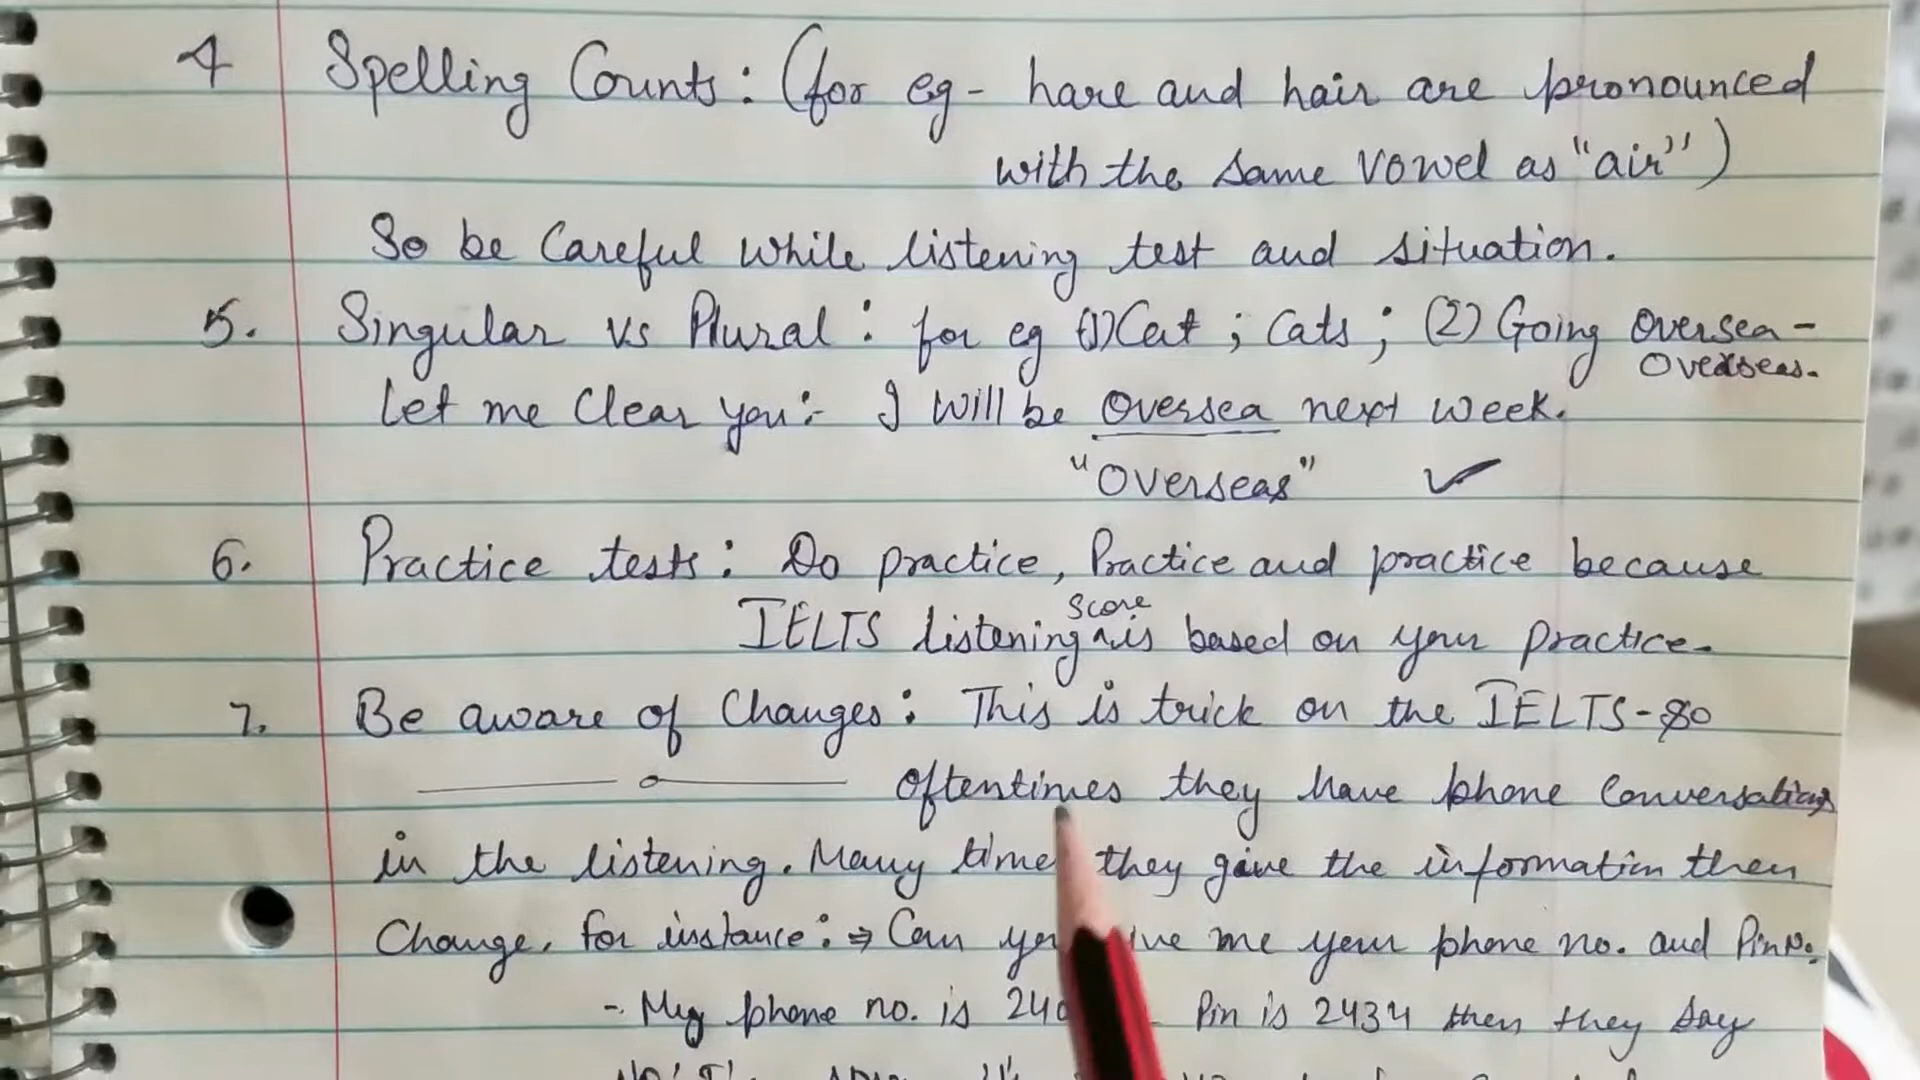 4 Spelling Counts: (for eg - hare and hair are pronounced
with the same vowel as "air")
So be Careful while listening test and situation.
5. Singular vs Plural: for eg (1) Cat ; Cats ; (2) Going Oversea -
Overseas.
Let me Clear you:- I will be Oversea next week.
"Overseas" ✓
6. Practice tests: Do practice, Practice and practice because
IELTS listening score is based on your practice.
7. Be aware of Changes: This is trick on the IELTS - so
oftentimes they have phone Conversations
in the listening. Many time they give the information then
Change. for instance: ⇒ Can me your phone no. and Pin No.
- My phone no. is Pin is 2434 then they say